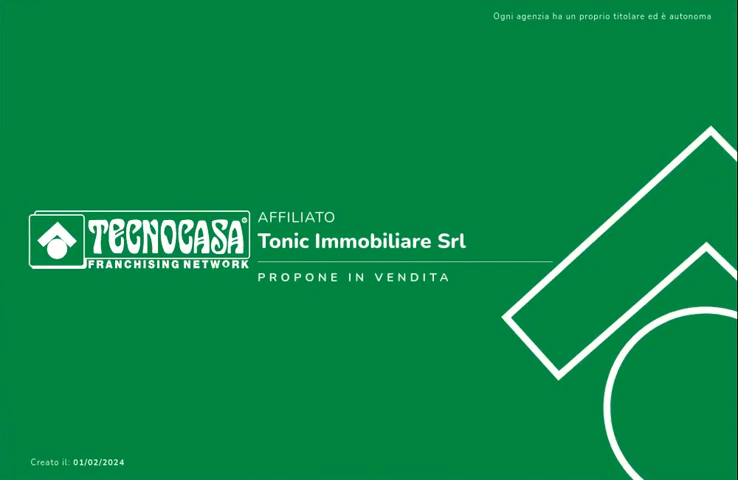 Ogni agenzia ha un proprio titolare ed è autonoma
TECNOCASA®
FRANCHISING NETWORK
AFFILIATO
Tonic Immobiliare Srl
PROPONE IN VENDITA
Creato il: 01/02/2024